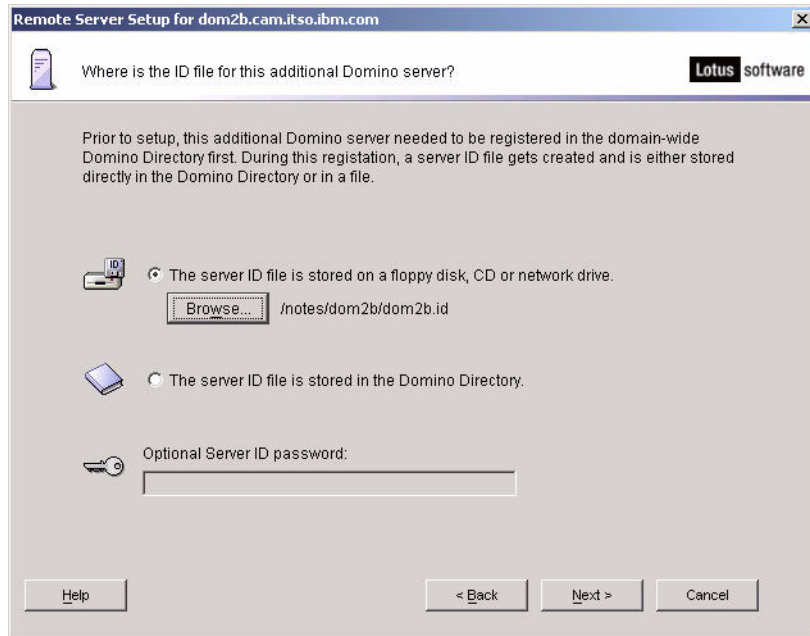 Remote Server Setup for dom2b.cam.itso.ibm.com
Where is the ID file for this additional Domino server?
Lotus software
Prior to setup, this additional Domino server needed to be registered in the domain-wide
Domino Directory first. During this registation, a server ID file gets created and is either stored
directly in the Domino Directory or in a file.
ID
The server ID file is stored on a floppy disk, CD or network drive.
Browse... /notes/dom2b/dom2b.id
The server ID file is stored in the Domino Directory.
Optional Server ID password:
Help < Back Next > Cancel